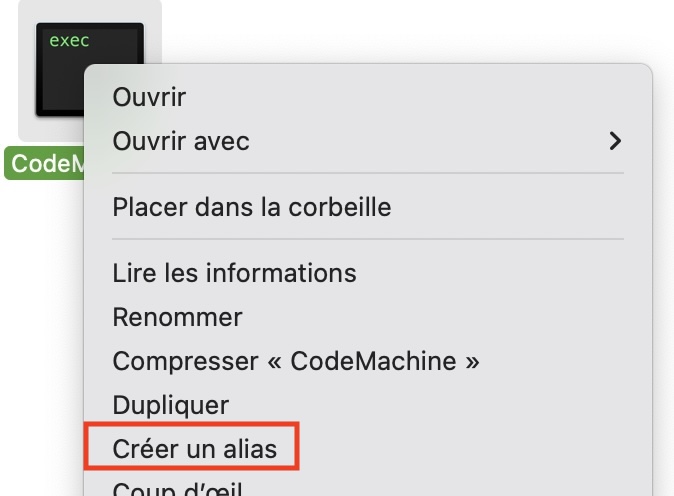 exec
CodeM
Ouvrir
Ouvrir avec
Placer dans la corbeille
Lire les informations
Renommer
Compresser « CodeMachine »
Dupliquer
Créer un alias
Coup d’œil